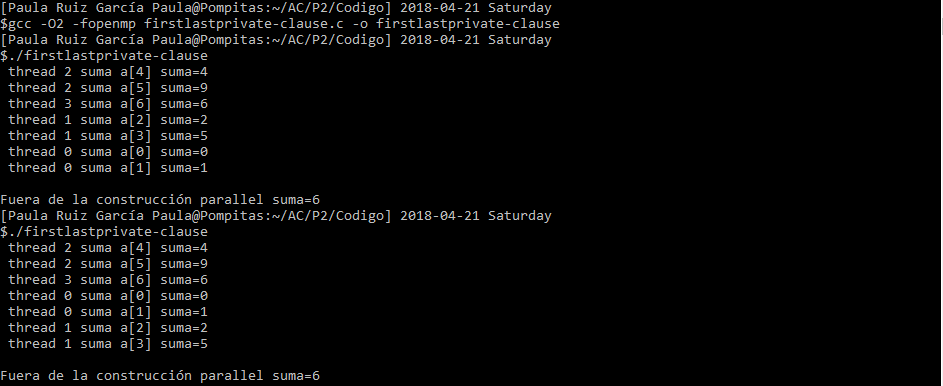 [Paula Ruiz García Paula@Pompitas:~/AC/P2/Codigo] 2018-04-21 Saturday
$gcc -O2 -fopenmp firstlastprivate-clause.c -o firstlastprivate-clause
[Paula Ruiz García Paula@Pompitas:~/AC/P2/Codigo] 2018-04-21 Saturday
$./firstlastprivate-clause
 thread 2 suma a[4] suma=4
 thread 2 suma a[5] suma=9
 thread 3 suma a[6] suma=6
 thread 1 suma a[2] suma=2
 thread 1 suma a[3] suma=5
 thread 0 suma a[0] suma=0
 thread 0 suma a[1] suma=1

Fuera de la construcción parallel suma=6
[Paula Ruiz García Paula@Pompitas:~/AC/P2/Codigo] 2018-04-21 Saturday
$./firstlastprivate-clause
 thread 2 suma a[4] suma=4
 thread 2 suma a[5] suma=9
 thread 3 suma a[6] suma=6
 thread 0 suma a[0] suma=0
 thread 0 suma a[1] suma=1
 thread 1 suma a[2] suma=2
 thread 1 suma a[3] suma=5

Fuera de la construcción parallel suma=6